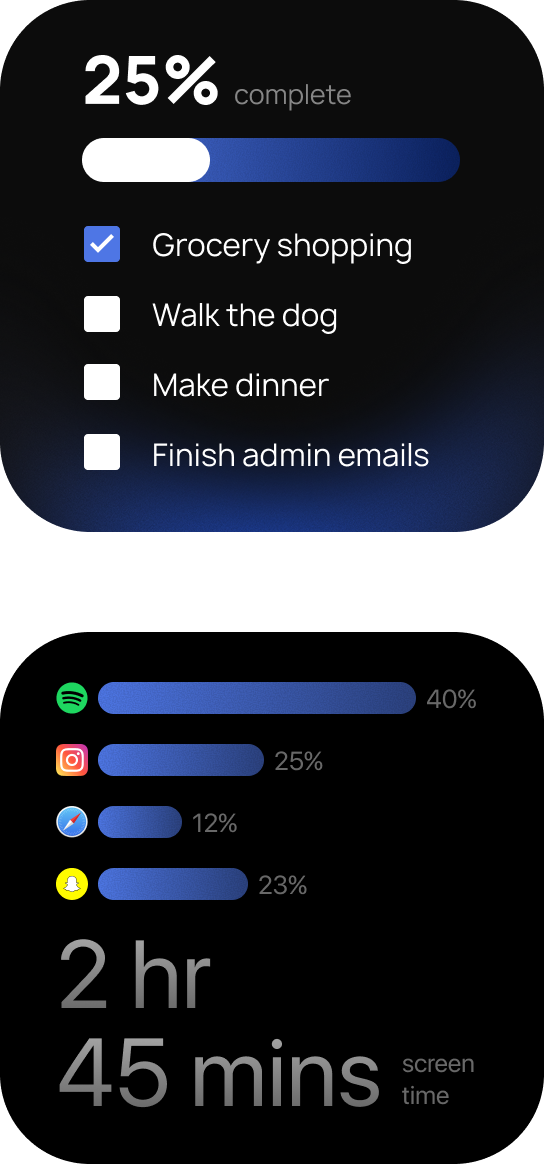 25% complete
Grocery shopping
Walk the dog
Make dinner
Finish admin emails
40%
25%
12%
23%
2 hr
45 mins screen
time